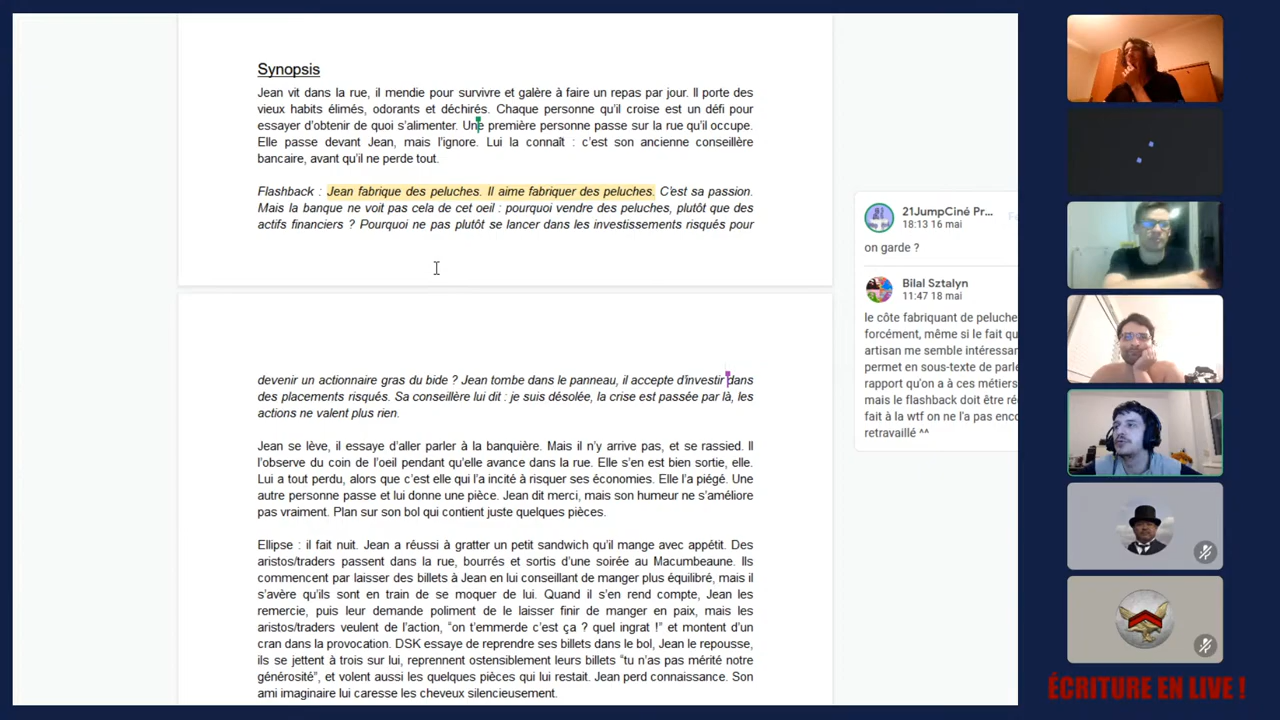 Synopsis
Jean vit dans la rue, il mendie pour survivre et galère à faire un repas par jour. Il porte des
vieux habits élimés, odorants et déchirés. Chaque personne qu'il croise est un défi pour
essayer d'obtenir de quoi s'alimenter. Une première personne passe sur la rue qu'il occupe.
Elle passe devant Jean, mais l'ignore. Lui la connaît : c'est son ancienne conseillère
bancaire, avant qu'il ne perde tout.
Flashback : Jean fabrique des peluches. Il aime fabriquer des peluches. C'est sa passion.
Mais la banque ne voit pas cela de cet oeil : pourquoi vendre des peluches, plutôt que des
actifs financiers ? Pourquoi ne pas plutôt se lancer dans les investissements risqués pour
devenir un actionnaire gras du bide ? Jean tombe dans le panneau, il accepte d'investir dans
des placements risqués. Sa conseillère lui dit : je suis désolée, la crise est passée par là, les
actions ne valent plus rien.
Jean se lève, il essaye d'aller parler à la banquière. Mais il n'y arrive pas, et se rassied. Il
l'observe du coin de l'oeil pendant qu'elle avance dans la rue. Elle s'en est bien sortie, elle.
Lui a tout perdu, alors que c'est elle qui l'a incité à risquer ses économies. Elle l'a piégé. Une
autre personne passe et lui donne une pièce. Jean dit merci, mais son humeur ne s'améliore
pas vraiment. Plan sur son bol qui contient juste quelques pièces.
Ellipse : il fait nuit. Jean a réussi à gratter un petit sandwich qu'il mange avec appétit. Des
aristos/traders passent dans la rue, bourrés et sortis d'une soirée au Macumbeaune. Ils
commencent par laisser des billets à Jean en lui conseillant de manger plus équilibré, mais il
s'avère qu'ils sont en train de se moquer de lui. Quand il s'en rend compte, Jean les
remercie, puis leur demande poliment de le laisser finir de manger en paix, mais les
aristos/traders veulent de l'action, “on t'emmerde c'est ça ? quel ingrat !” et montent d'un
cran dans la provocation. DSK essaye de reprendre ses billets dans le bol, Jean le repousse,
ils se jettent à trois sur lui, reprennent ostensiblement leurs billets “tu n'as pas mérité notre
générosité”, et volent aussi les quelques pièces qui lui restait. Jean perd connaissance. Son
ami imaginaire lui caresse les cheveux silencieusement.
21JumpCiné Pr...
18:13 16 mai
on garde ?
Bilal Sztalyn
11:47 18 mai
le côte fabriquant de peluche
forcément, même si le fait qu
artisan me semble intéressar
permet en sous-texte de parle
rapport qu'on a à ces métiers
mais le flashback doit être ré
fait à la wtf on ne l'a pas enco
retravaillé ^^
ÉCRITURE EN LIVE !